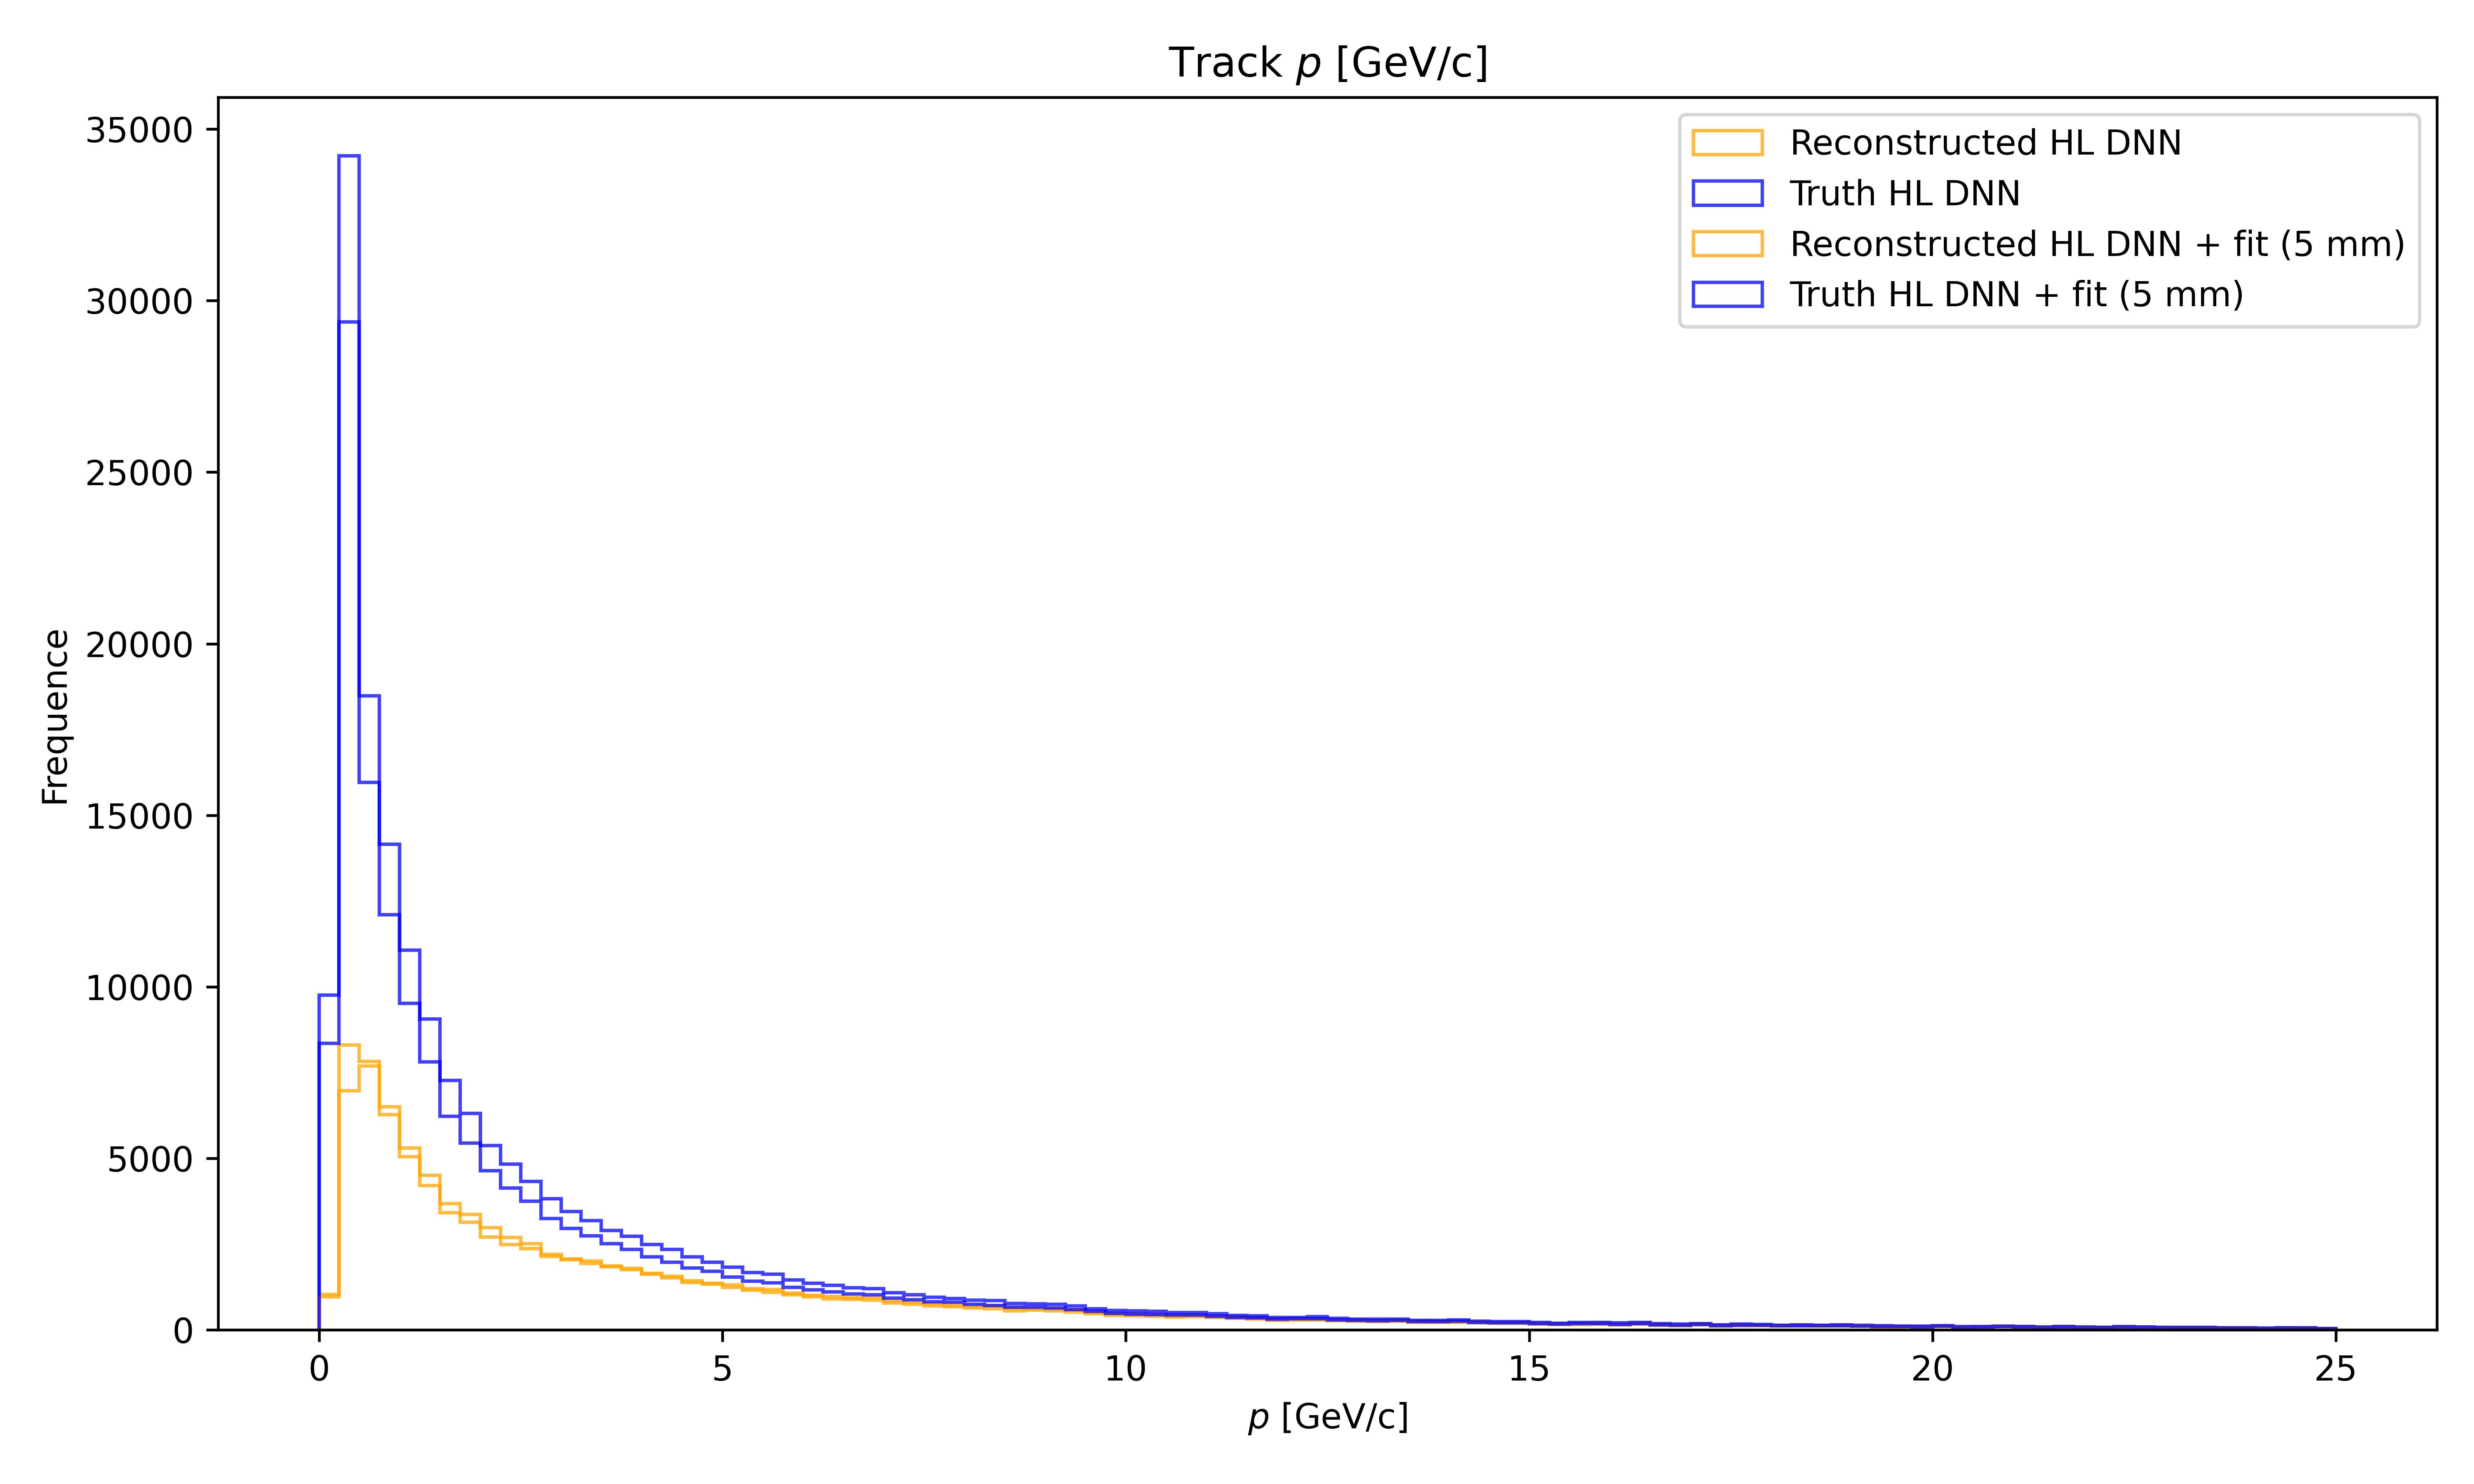 Track p [GeV/c]
Reconstructed HL DNN
Truth HL DNN
Reconstructed HL DNN + fit (5 mm)
Truth HL DNN + fit (5 mm)
35000
30000
25000
20000
15000
10000
5000
0
Frequence
0 5 10 15 20 25
p [GeV/c]